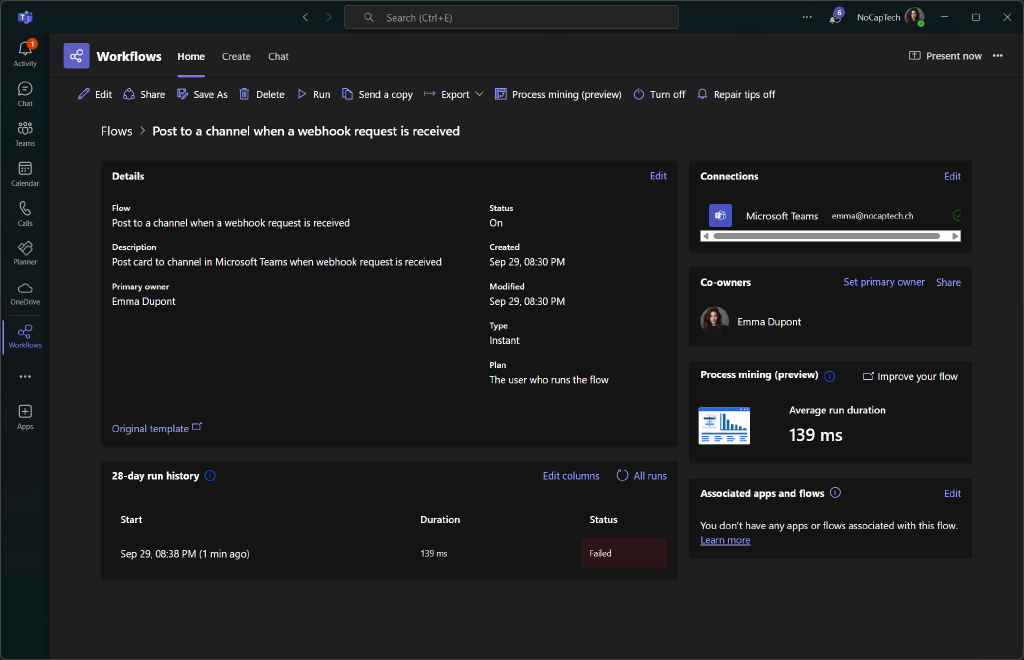 Search (Ctrl+E)
6
NoCapTech
1
Activity
Chat
Teams
Calendar
Calls
Planner
OneDrive
Workflows
Apps
Workflows Home Create Chat
Present now
Edit Share Save As Delete Run Send a copy Export Process mining (preview) Turn off Repair tips off
Flows > Post to a channel when a webhook request is received
Details Edit
Flow
Post to a channel when a webhook request is received
Description
Post card to channel in Microsoft Teams when webhook request is received
Primary owner
Emma Dupont
Status
On
Created
Sep 29, 08:30 PM
Modified
Sep 29, 08:30 PM
Type
Instant
Plan
The user who runs the flow
Original template
28-day run history Edit columns All runs
Start Duration Status
Sep 29, 08:38 PM (1 min ago) 139 ms Failed
Connections Edit
Microsoft Teams emma@nocaptech.ch
Co-owners Set primary owner Share
Emma Dupont
Process mining (preview) Improve your flow
Average run duration
139 ms
Associated apps and flows Edit
You don't have any apps or flows associated with this flow.
Learn more